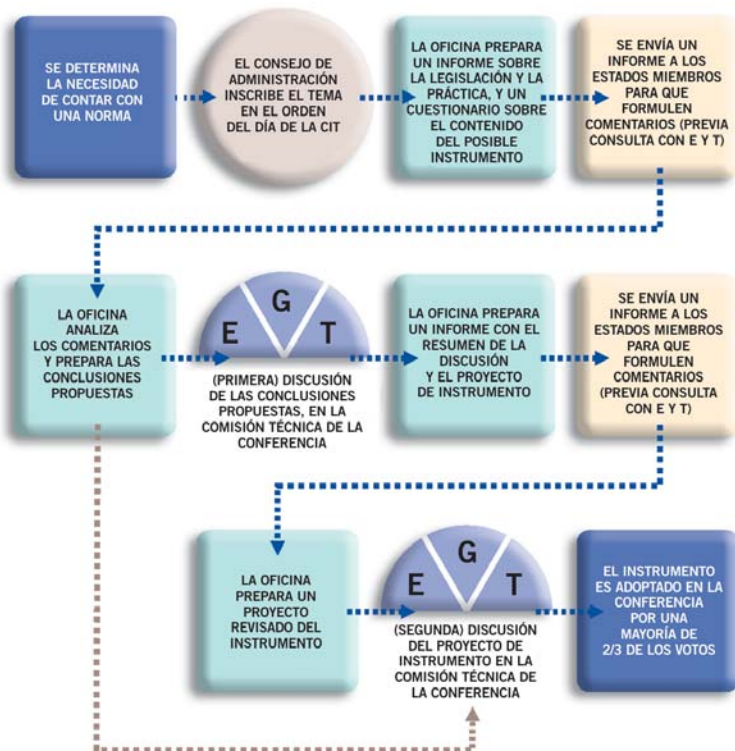 SE DETERMINA
LA NECESIDAD
DE CONTAR CON
UNA NORMA
EL CONSEJO DE
ADMINISTRACIÓN
INSCRIBE EL TEMA
EN EL ORDEN
DEL DÍA DE LA CIT
LA OFICINA PREPARA
UN INFORME SOBRE
LA LEGISLACIÓN Y LA
PRÁCTICA, Y UN
CUESTIONARIO SOBRE
EL CONTENIDO
DEL POSIBLE
INSTRUMENTO
SE ENVÍA UN
INFORME A LOS
ESTADOS MIEMBROS
PARA QUE
FORMULEN
COMENTARIOS (PREVIA
CONSULTA CON E Y T)
LA OFICINA
ANALIZA
LOS COMENTARIOS
Y PREPARA LAS
CONCLUSIONES
PROPUESTAS
E G T
(PRIMERA) DISCUSIÓN
DE LAS CONCLUSIONES
PROPUESTAS, EN LA
COMISIÓN TÉCNICA DE LA
CONFERENCIA
LA OFICINA PREPARA
UN INFORME CON EL
RESUMEN DE LA
DISCUSIÓN
Y EL PROYECTO
DE INSTRUMENTO
SE ENVÍA UN
INFORME A LOS
ESTADOS MIEMBROS
PARA QUE
FORMULEN
COMENTARIOS
(PREVIA CONSULTA
CON E Y T)
LA OFICINA
PREPARA UN
PROYECTO
REVISADO DEL
INSTRUMENTO
E G T
(SEGUNDA) DISCUSIÓN
DEL PROYECTO DE
INSTRUMENTO EN LA
COMISIÓN TÉCNICA DE
LA CONFERENCIA
EL INSTRUMENTO
ES ADOPTADO EN LA
CONFERENCIA
POR UNA
MAYORÍA DE
2/3 DE LOS VOTOS